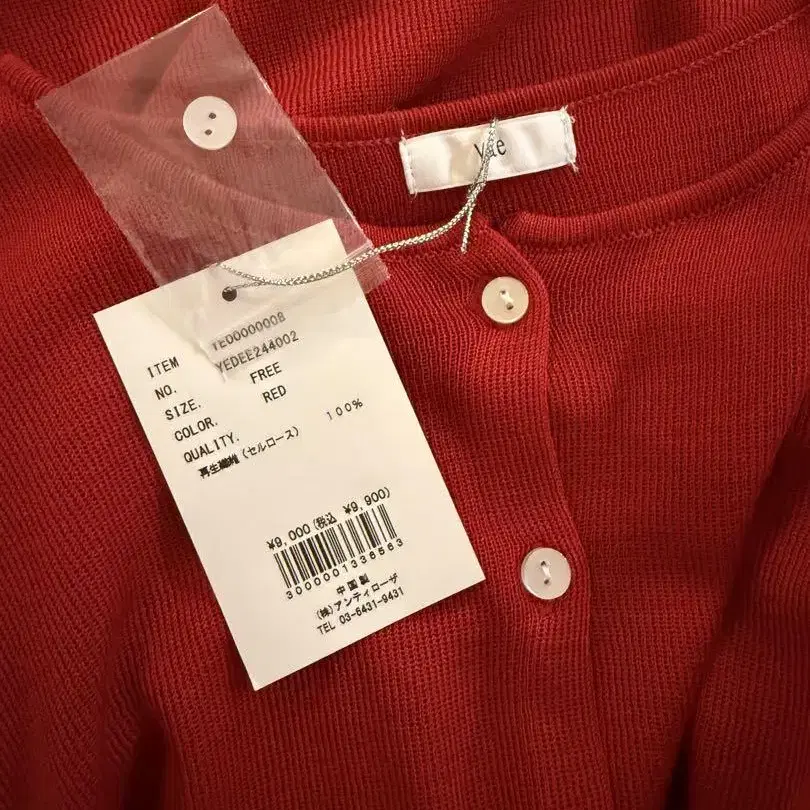 ITEM YED0000008
NO. YEDEE244002
SIZE. FREE
COLOR. RED
QUALITY.
再生繊維(セルロース) 100%
¥9,000(税込 ¥9,900)
3000001336563
中国製
(株)アンティローザ
TEL 03-6431-9431